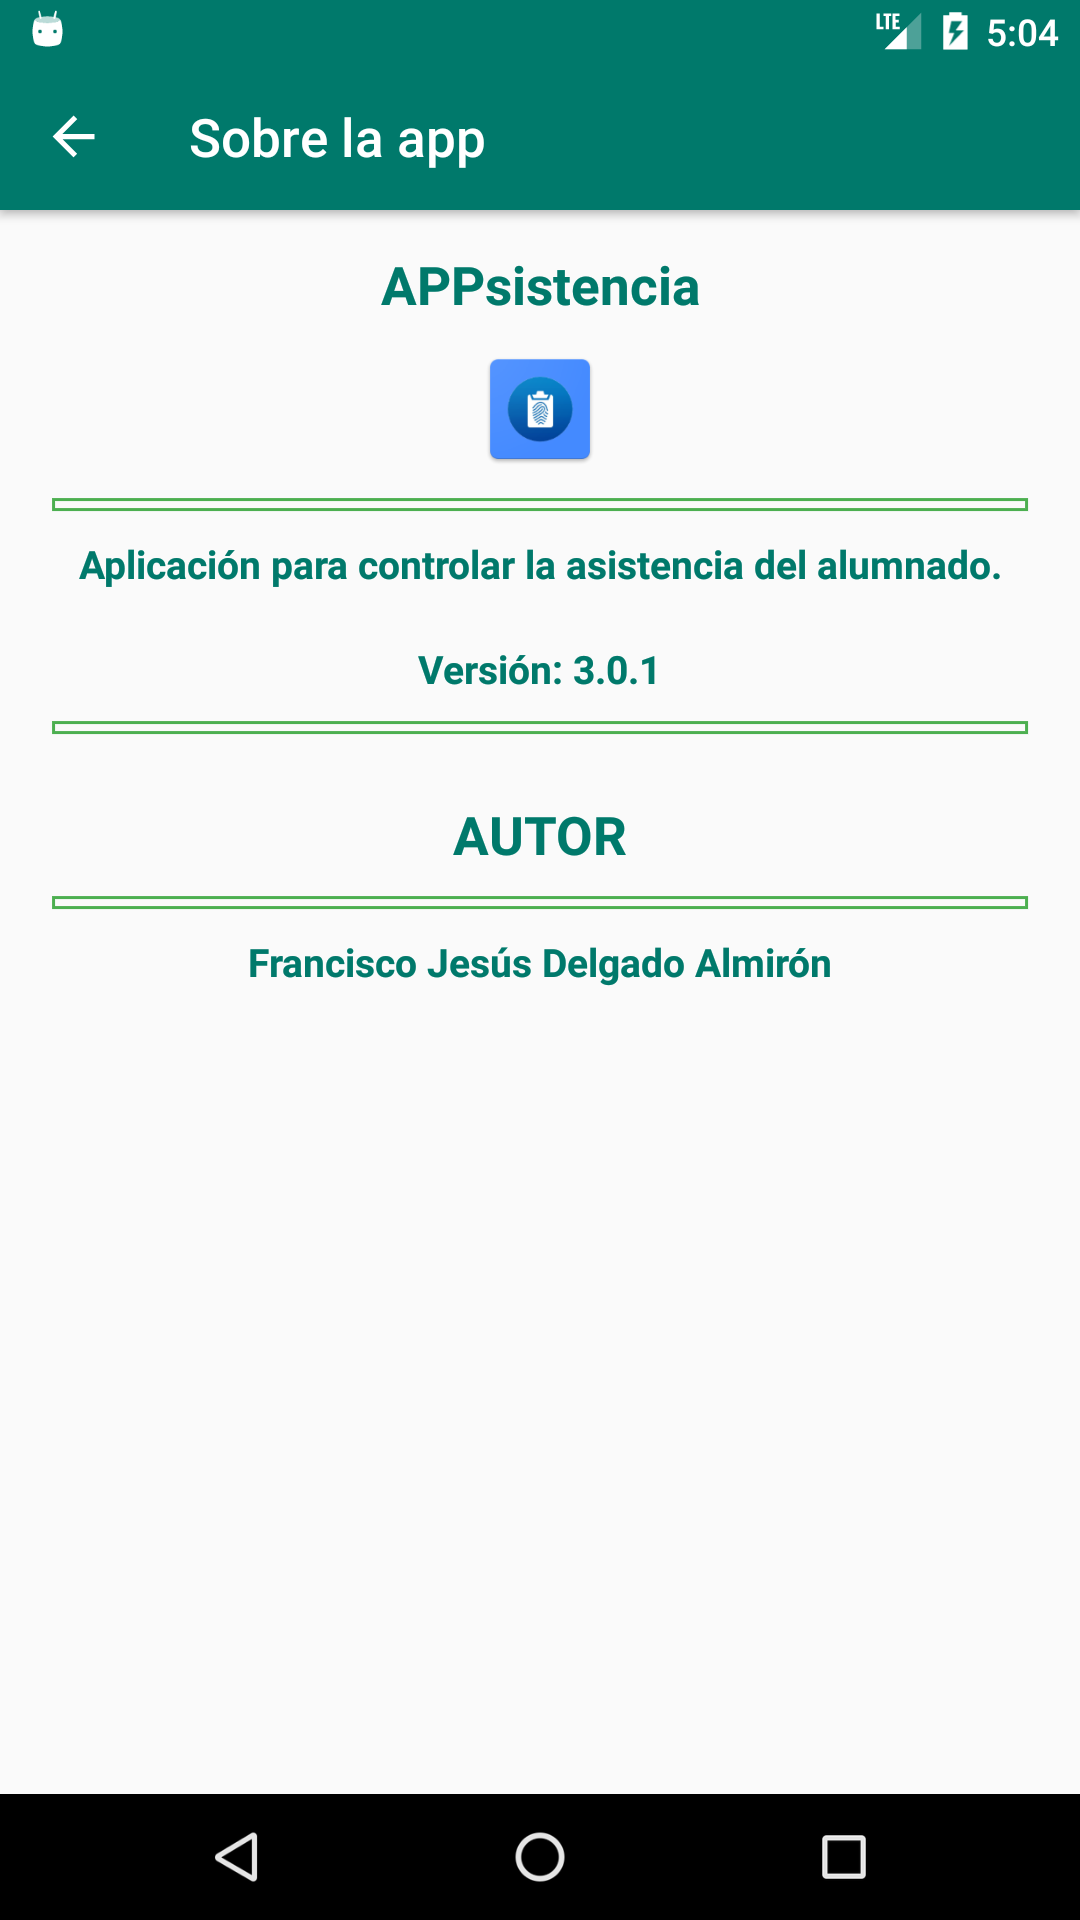 LTE 5:04
Sobre la app
APPsistencia
Aplicación para controlar la asistencia del alumnado.
Versión: 3.0.1
AUTOR
Francisco Jesús Delgado Almirón